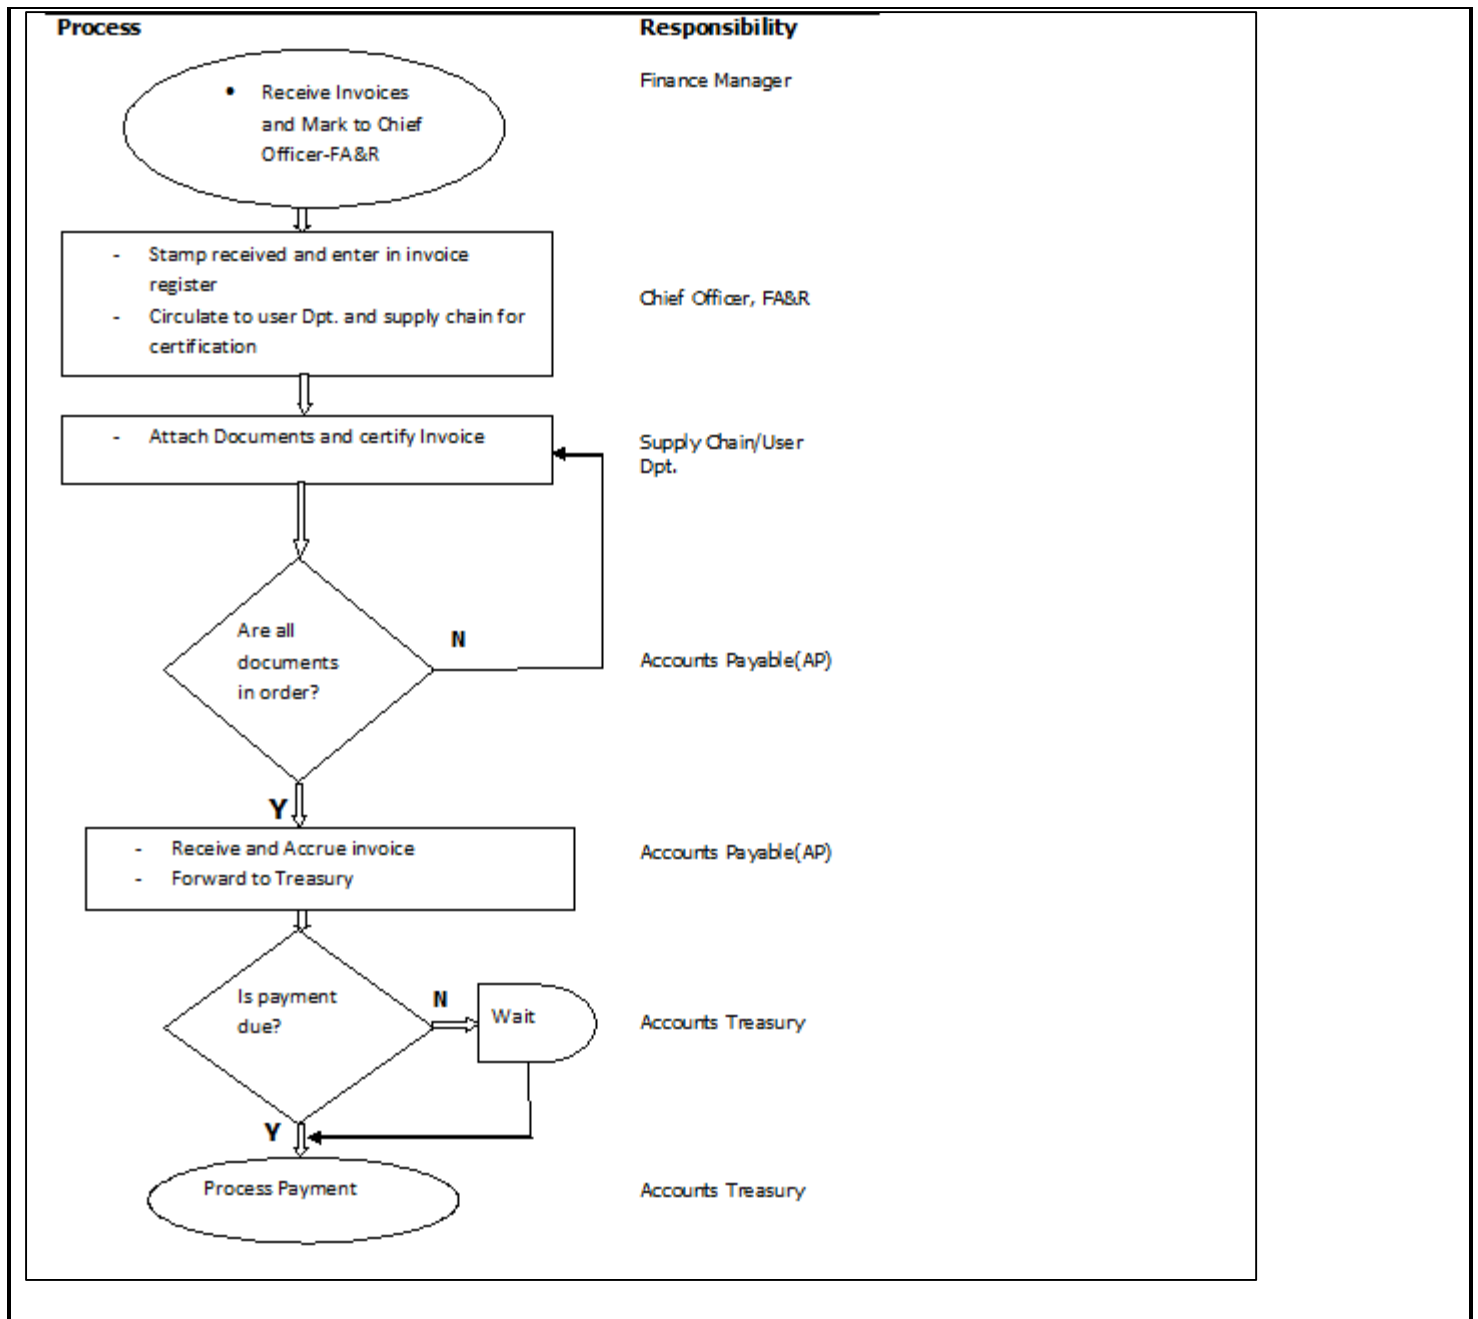 Process
Responsibility
Finance Manager
• Receive Invoices
and Mark to Chief
Officer-FA&R
- Stamp received and enter in invoice
register
- Circulate to user Dpt. and supply chain for
certification
Chief Officer, FA&R
- Attach Documents and certify Invoice
Supply Chain/User
Dpt.
Are all
documents
in order?
N
Accounts Payable(AP)
Y
- Receive and Accrue invoice
- Forward to Treasury
Accounts Payable(AP)
Is payment
due?
N
Wait
Accounts Treasury
Y
Process Payment
Accounts Treasury